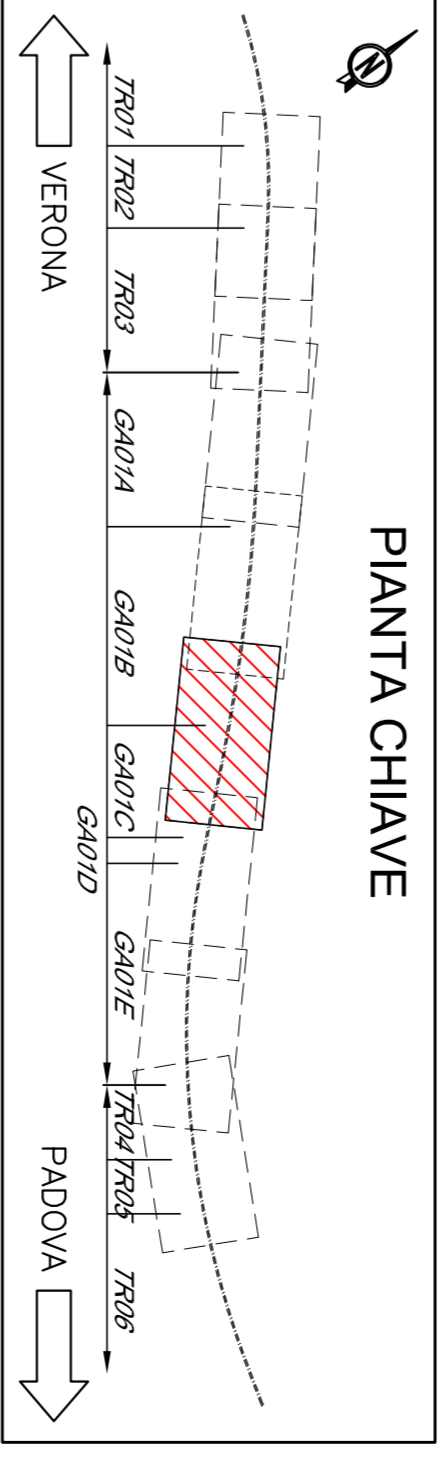 PIANTA CHIAVE
N
TR01 TR02 TR03 GA01A GA01B GA01C GA01D GA01E TR04 TR05 TR06
VERONA PADOVA